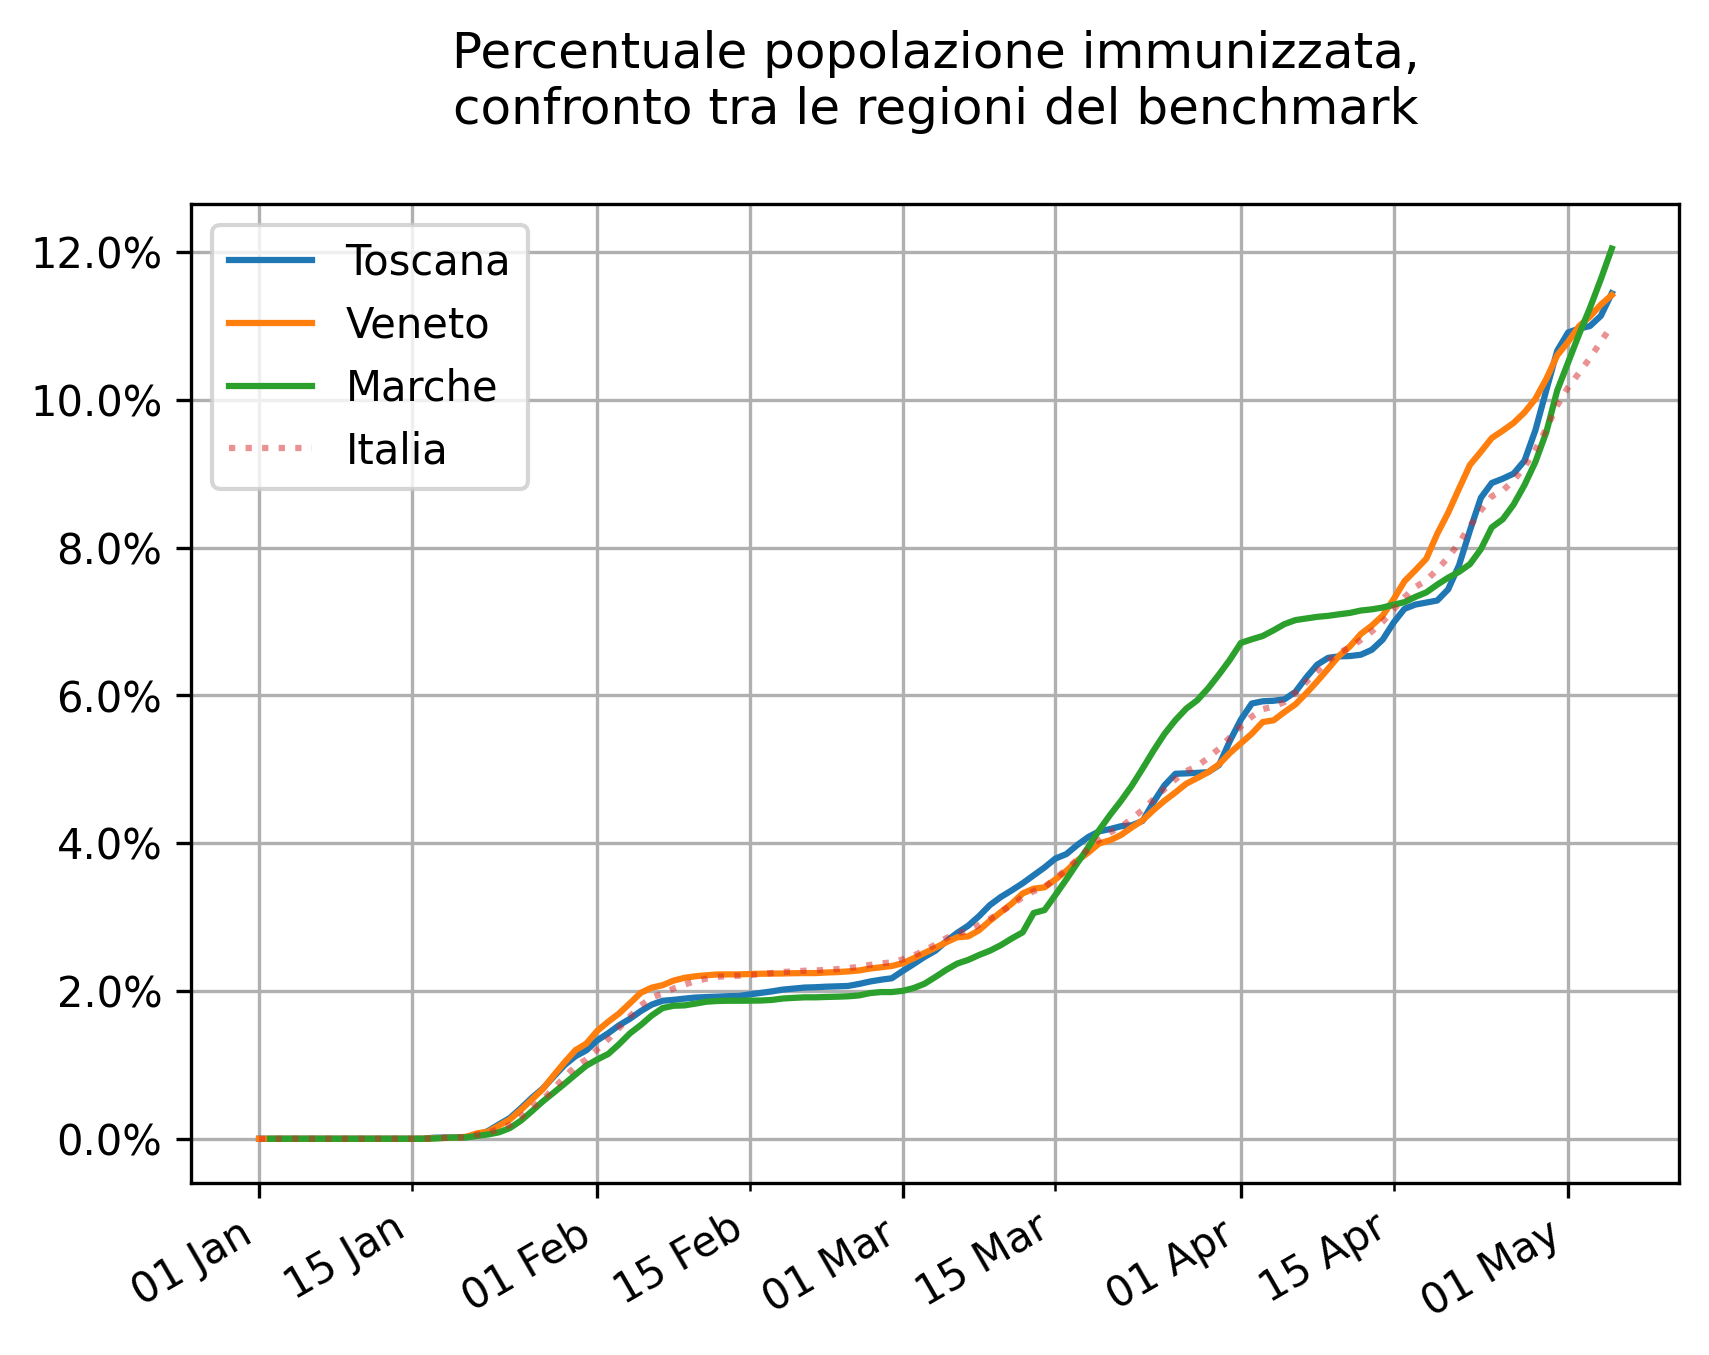 Percentuale popolazione immunizzata,
confronto tra le regioni del benchmark
12.0%
10.0%
8.0%
6.0%
4.0%
2.0%
0.0%
Toscana
Veneto
Marche
Italia
01 Jan
15 Jan
01 Feb
15 Feb
01 Mar
15 Mar
01 Apr
15 Apr
01 May